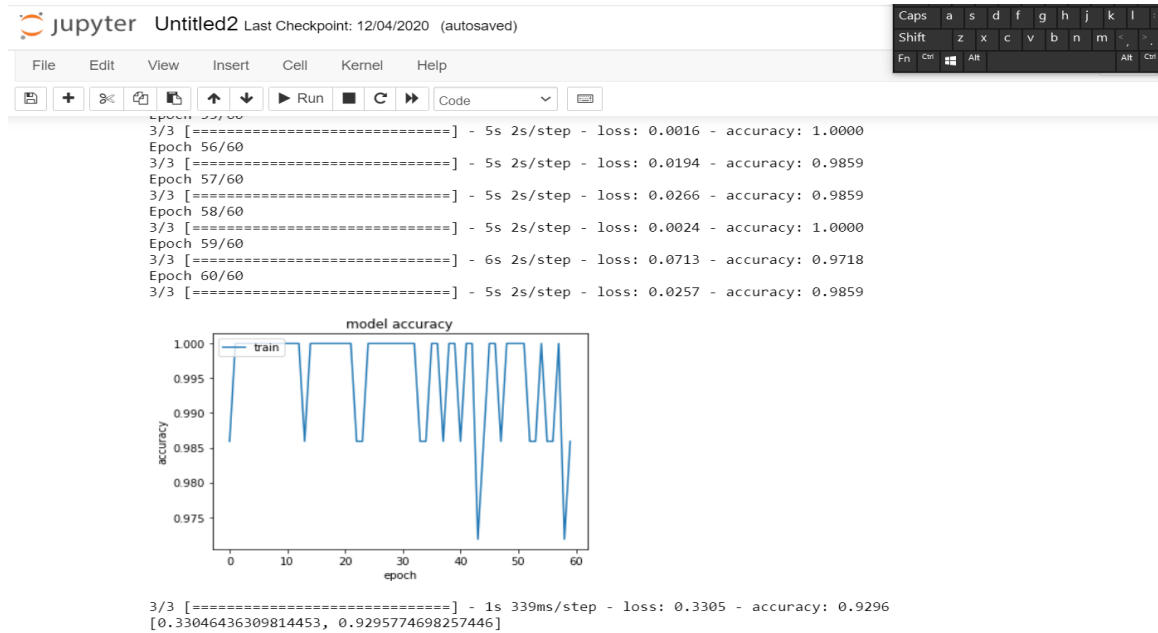 jupyter Untitled2 Last Checkpoint: 12/04/2020 (autosaved)
Caps a s d f g h j k l
Shift z x c v b n m < , > .
Fn Ctrl Alt Alt Ctrl
File Edit View Insert Cell Kernel Help
Run Code
3/3 [==============================] - 5s 2s/step - loss: 0.0016 - accuracy: 1.0000
Epoch 56/60
3/3 [==============================] - 5s 2s/step - loss: 0.0194 - accuracy: 0.9859
Epoch 57/60
3/3 [==============================] - 5s 2s/step - loss: 0.0266 - accuracy: 0.9859
Epoch 58/60
3/3 [==============================] - 5s 2s/step - loss: 0.0024 - accuracy: 1.0000
Epoch 59/60
3/3 [==============================] - 6s 2s/step - loss: 0.0713 - accuracy: 0.9718
Epoch 60/60
3/3 [==============================] - 5s 2s/step - loss: 0.0257 - accuracy: 0.9859
model accuracy
train
1.000
0.995
0.990
0.985
0.980
0.975
accuracy
0 10 20 30 40 50 60
epoch
3/3 [==============================] - 1s 339ms/step - loss: 0.3305 - accuracy: 0.9296
[0.33046436309814453, 0.9295774698257446]